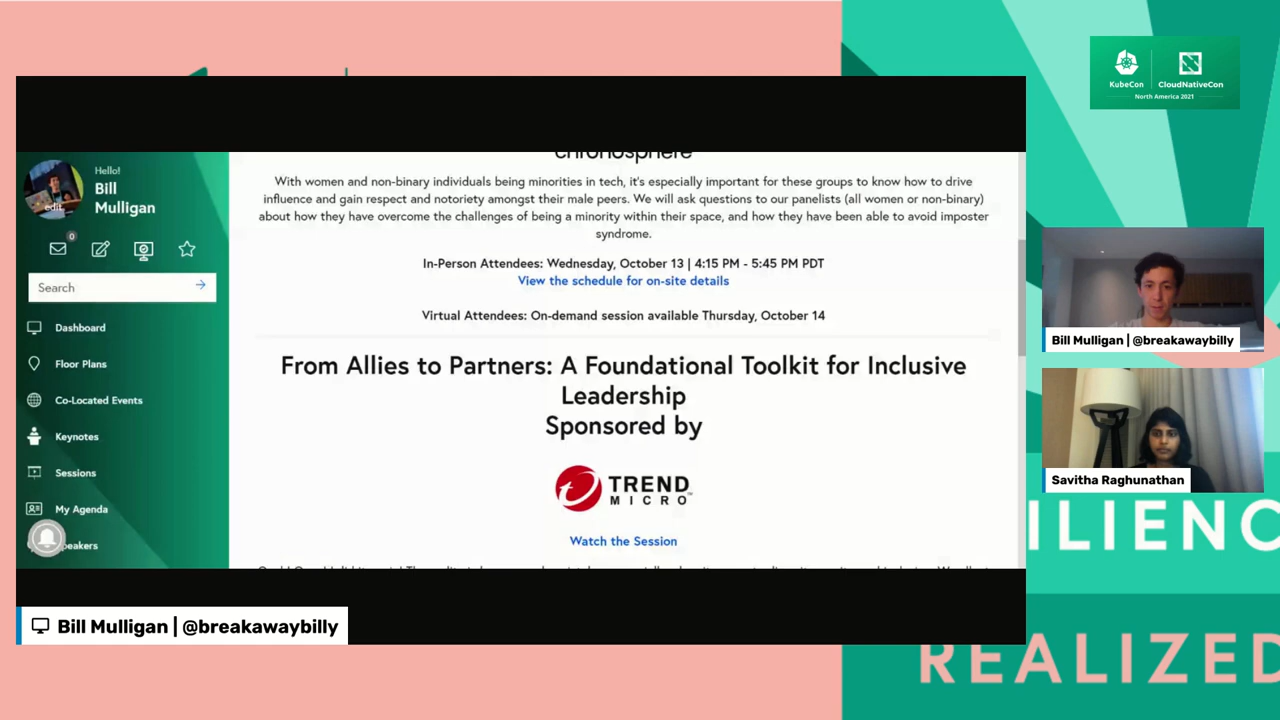 KubeCon
CloudNativeCon
North America 2021
Hello!
Bill
Mulligan
edit
0
Search
Dashboard
Floor Plans
Co-Located Events
Keynotes
Sessions
My Agenda
peakers
chronosphere
With women and non-binary individuals being minorities in tech, it's especially important for these groups to know how to drive
influence and gain respect and notoriety amongst their male peers. We will ask questions to our panelists (all women or non-binary)
about how they have overcome the challenges of being a minority within their space, and how they have been able to avoid imposter
syndrome.
In-Person Attendees: Wednesday, October 13 | 4:15 PM - 5:45 PM PDT
View the schedule for on-site details
Virtual Attendees: On-demand session available Thursday, October 14
From Allies to Partners: A Foundational Toolkit for Inclusive
Leadership
Sponsored by
TREND
MICRO
Watch the Session
Bill Mulligan | @breakawaybilly
Savitha Raghunathan
ILIENC
REALIZED
Bill Mulligan | @breakawaybilly